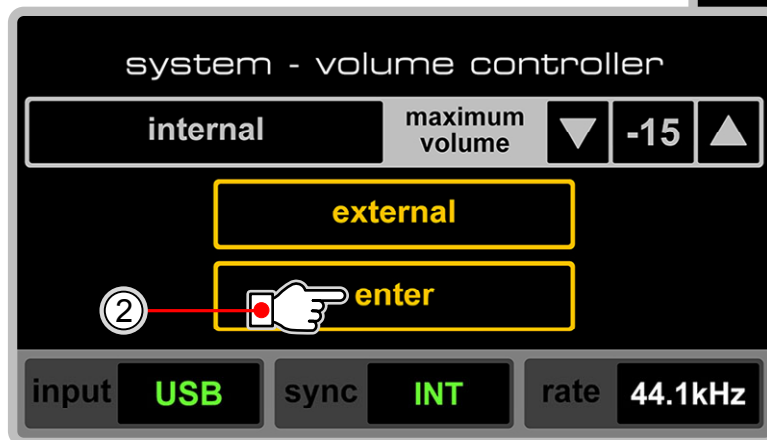 system - volume controller
internal
maximum
volume
-15
external
enter
2
input USB sync INT rate 44.1kHz